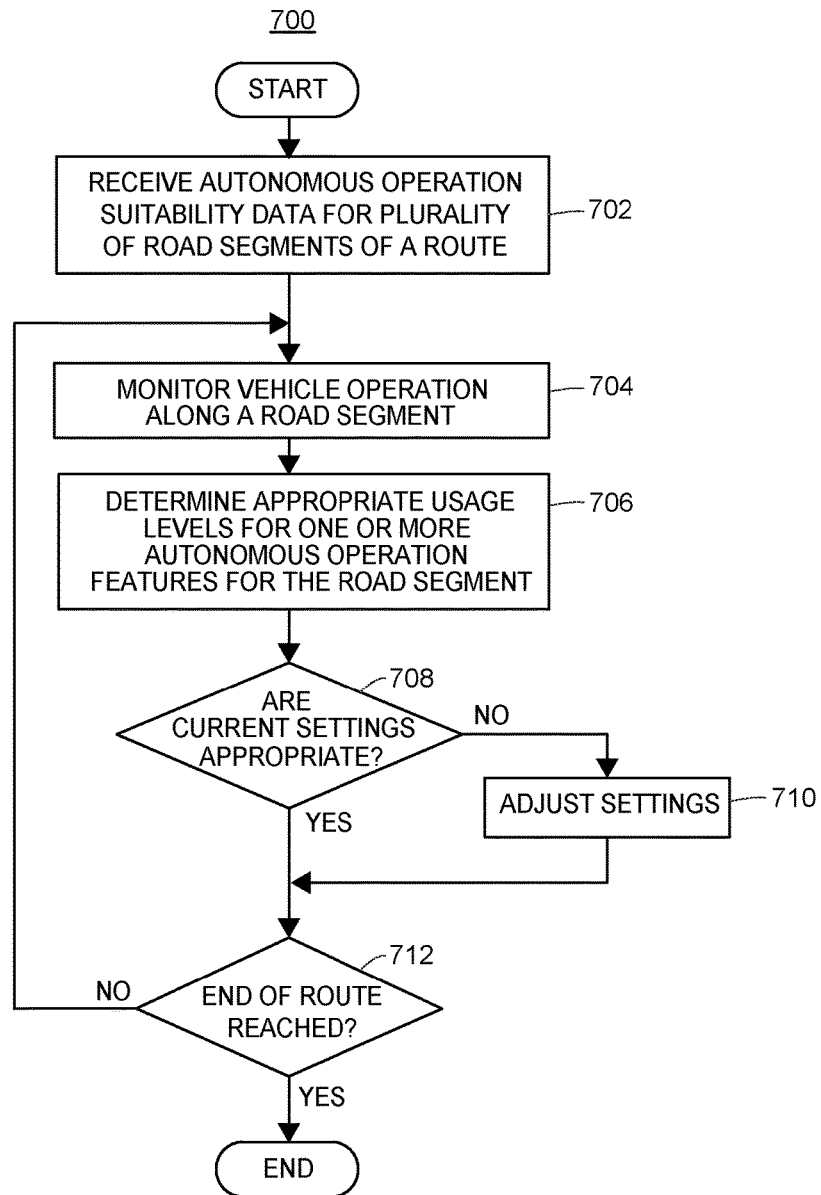 700
START
RECEIVE AUTONOMOUS OPERATION
SUITABILITY DATA FOR PLURALITY
OF ROAD SEGMENTS OF A ROUTE
702
MONITOR VEHICLE OPERATION
ALONG A ROAD SEGMENT
704
DETERMINE APPROPRIATE USAGE
LEVELS FOR ONE OR MORE
AUTONOMOUS OPERATION
FEATURES FOR THE ROAD SEGMENT
706
708
ARE
CURRENT SETTINGS
APPROPRIATE?
NO
YES
ADJUST SETTINGS
710
712
END OF ROUTE
REACHED?
NO
YES
END